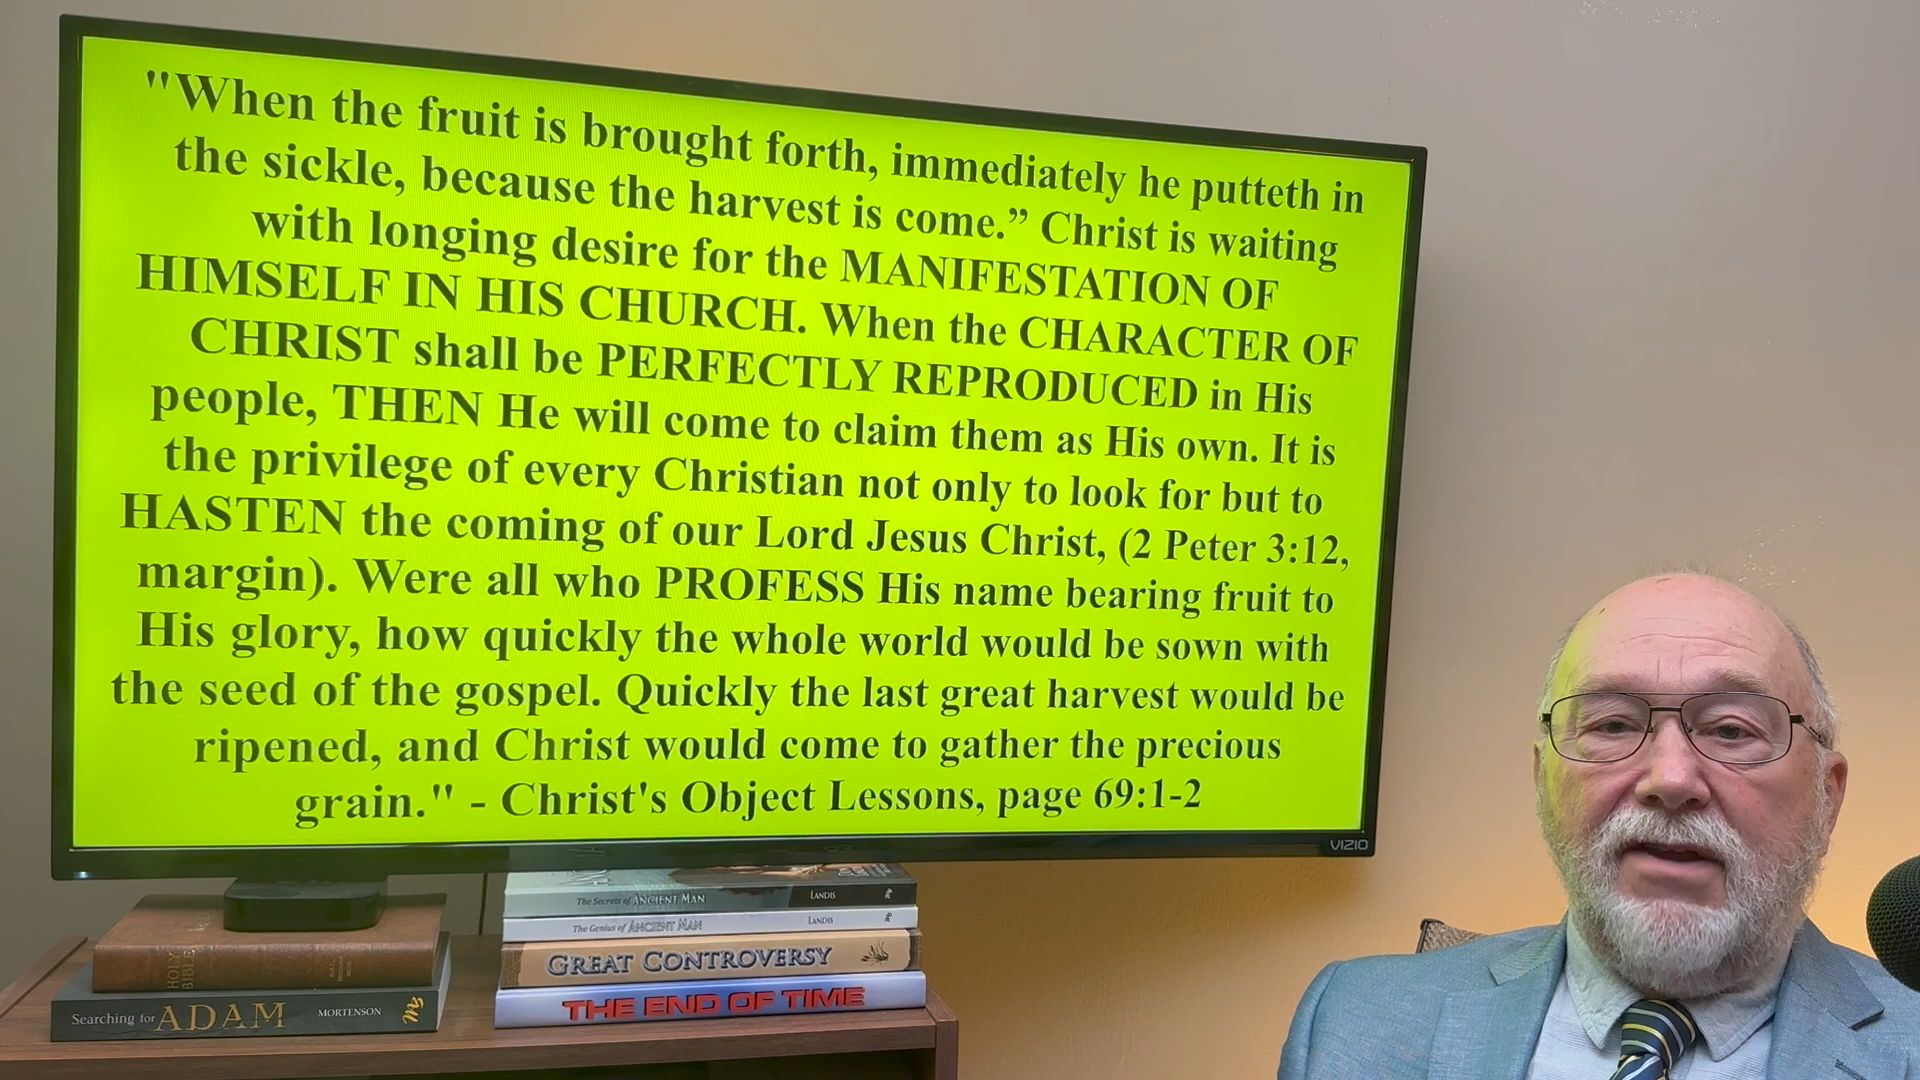 "When the fruit is brought forth, immediately he putteth in
the sickle, because the harvest is come.” Christ is waiting
with longing desire for the MANIFESTATION OF
HIMSELF IN HIS CHURCH. When the CHARACTER OF
CHRIST shall be PERFECTLY REPRODUCED in His
people, THEN He will come to claim them as His own. It is
the privilege of every Christian not only to look for but to
HASTEN the coming of our Lord Jesus Christ, (2 Peter 3:12,
margin). Were all who PROFESS His name bearing fruit to
His glory, how quickly the whole world would be sown with
the seed of the gospel. Quickly the last great harvest would be
ripened, and Christ would come to gather the precious
grain." - Christ's Object Lessons, page 69:1-2
VIZIO
HOLY
BIBLE
Searching for ADAM MORTENSON
The Secrets of ANCIENT MAN LANDIS
The Genius of ANCIENT MAN LANDIS
GREAT CONTROVERSY
THE END OF TIME